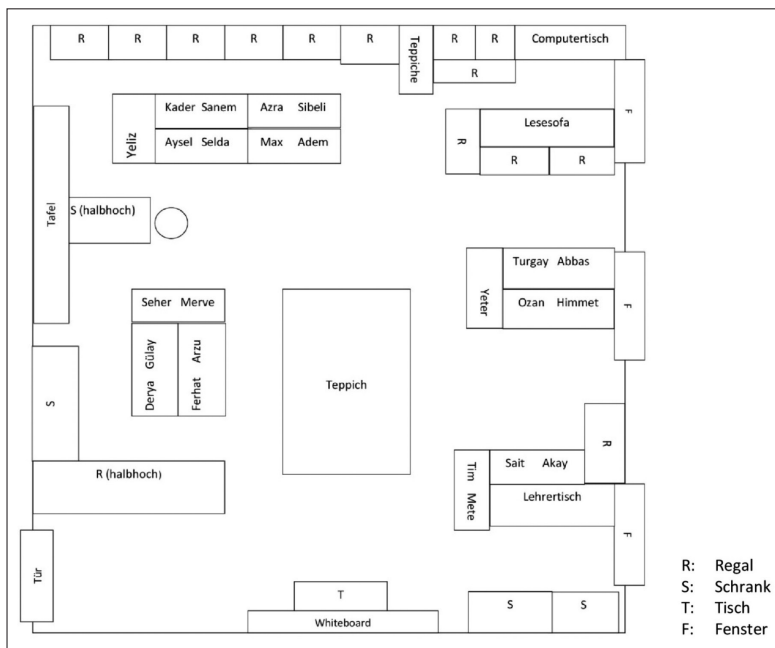 R R R R R R Teppiche R R Computertisch
R
F
Kader Sanem Azra Sibeli
Yeliz
Aysel Selda Max Adem
Lesesofa
R
R R
Tafel
S (halbhoch)
Turgay Abbas
Yeter
Ozan Himmet
F
Seher Merve
Derya Gülay
Ferhat Arzu
Teppich
S
R (halbhoch)
R
Sait Akay
Tim Mete
Lehrertisch
F
Tür
T
Whiteboard
S S
R: Regal
S: Schrank
T: Tisch
F: Fenster